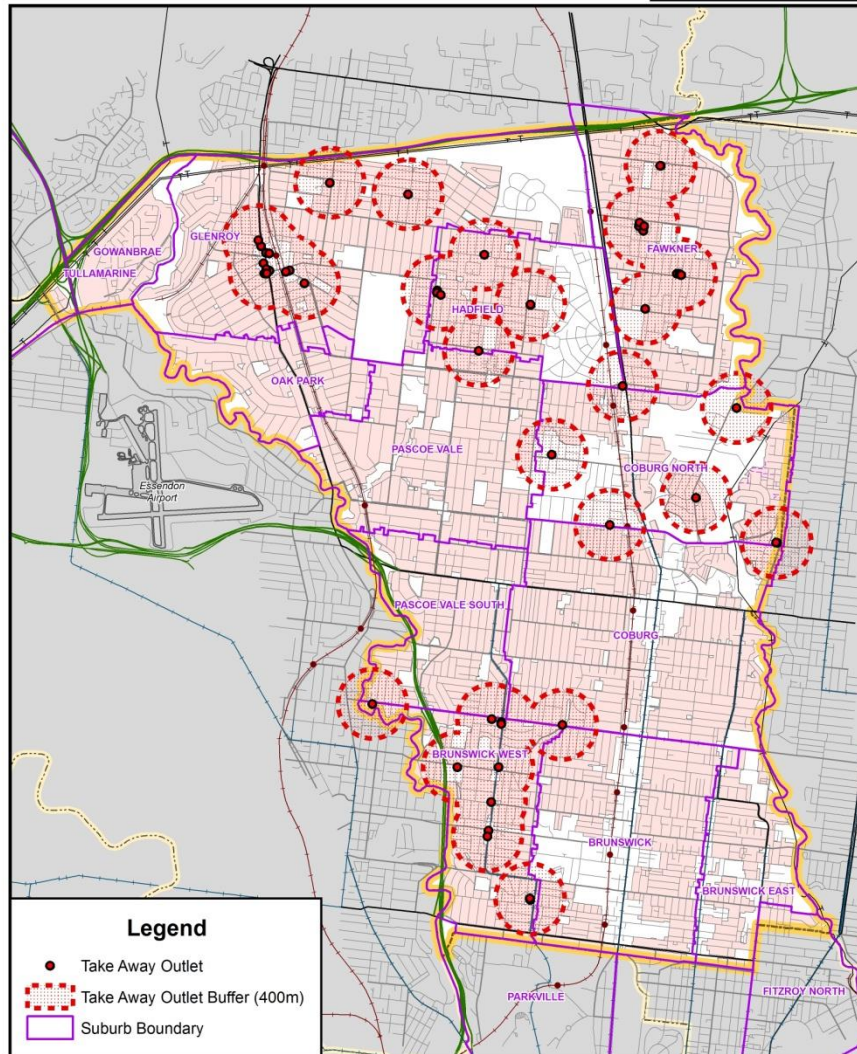 GLENROY
GOWANBRAE
TULLAMARINE
FAWKNER
HADFIELD
OAK PARK
PASCOE VALE
COBURG NORTH
Essendon
Airport
PASCOE VALE SOUTH
COBURG
BRUNSWICK WEST
BRUNSWICK
BRUNSWICK EAST
PARKVILLE
FITZROY NORTH
Legend
Take Away Outlet
Take Away Outlet Buffer (400m)
Suburb Boundary